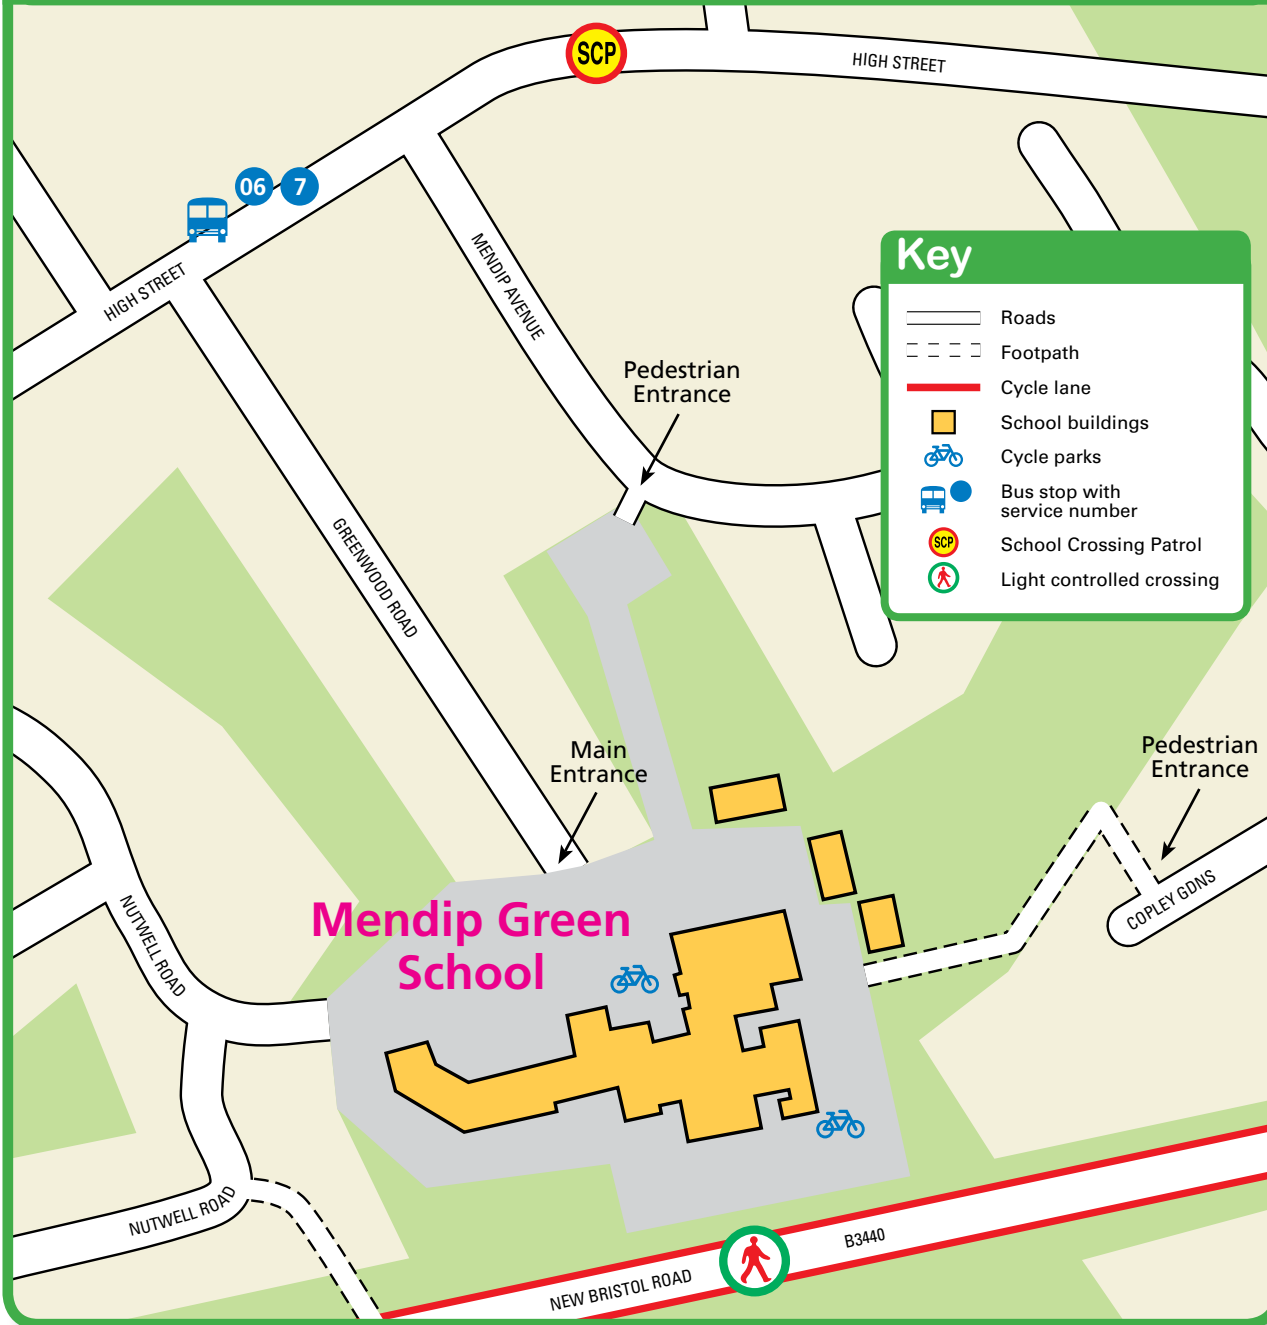 SCP
HIGH STREET
06
7
HIGH STREET
MENDIP AVENUE
Key
Roads
Footpath
Cycle lane
School buildings
Cycle parks
Bus stop with
service number
SCP
School Crossing Patrol
Light controlled crossing
Pedestrian
Entrance
GREENWOOD ROAD
Main
Entrance
Pedestrian
Entrance
COPLEY GDNS
Mendip Green
School
NUTWELL ROAD
NUTWELL ROAD
B3440
NEW BRISTOL ROAD